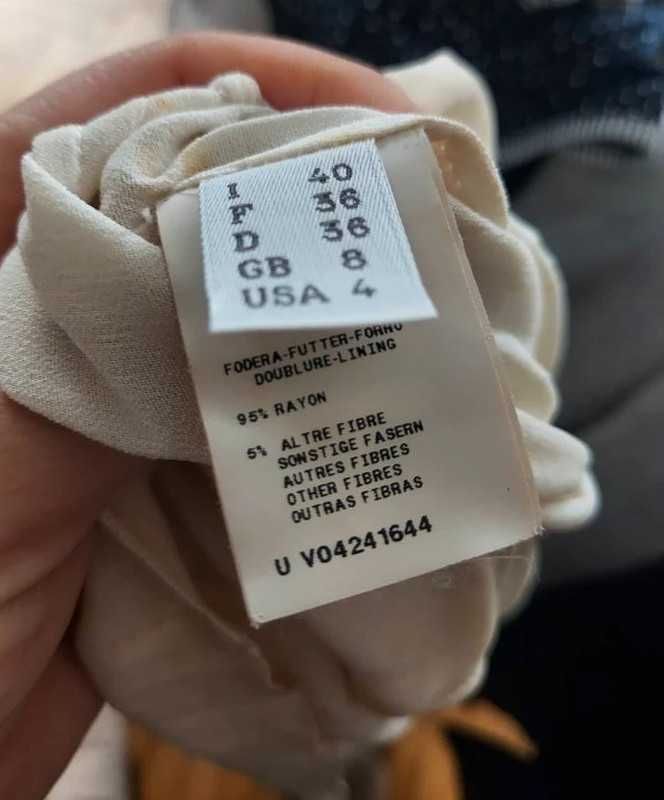 I 40
F 36
D 36
GB 8
USA 4
FODERA-FUTTER-FORRO
DOUBLURE-LINING
95% RAYON
5% ALTRE FIBRE
SONSTIGE FASERN
AUTRES FIBRES
OTHER FIBRES
OUTRAS FIBRAS
U V04241644